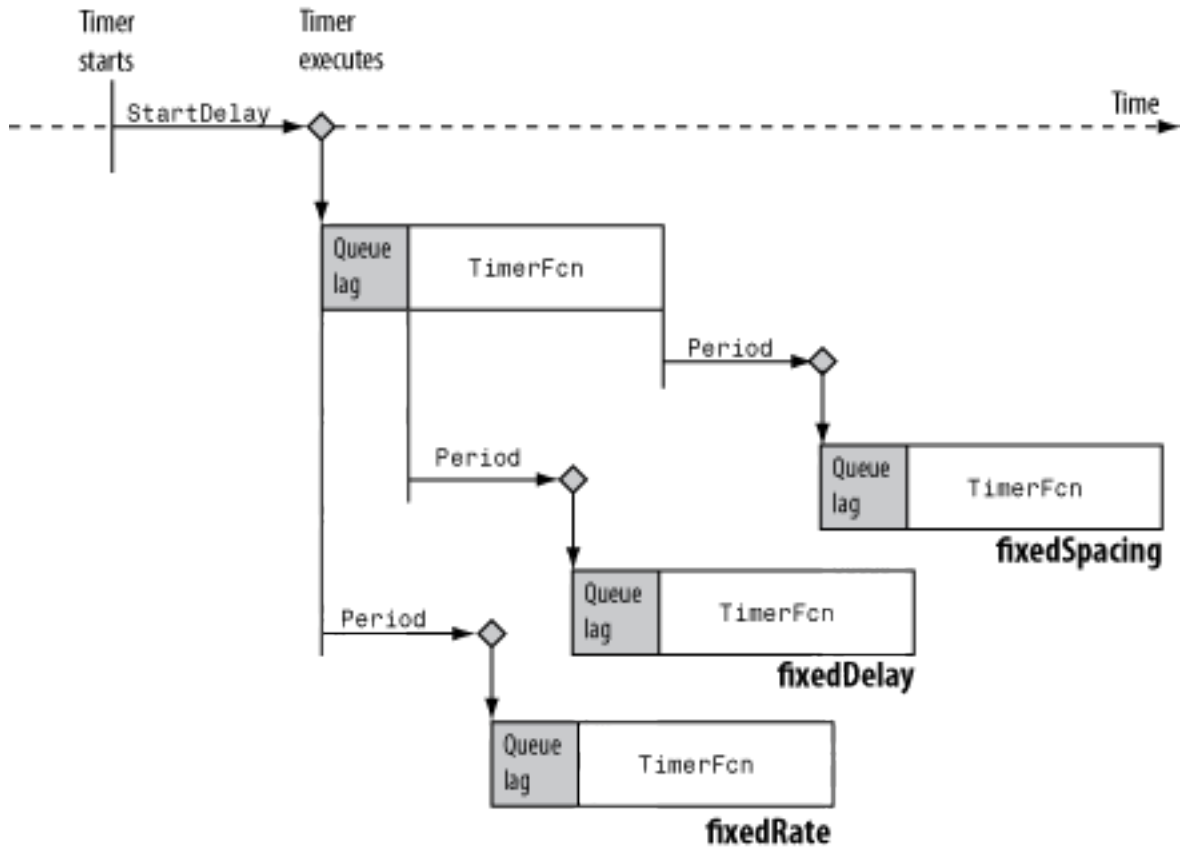 Timer
starts
Timer
executes
StartDelay
Time
Queue
lag
TimerFcn
Period
Queue
lag
TimerFcn
fixedSpacing
Period
Queue
lag
TimerFcn
fixedDelay
Period
Queue
lag
TimerFcn
fixedRate